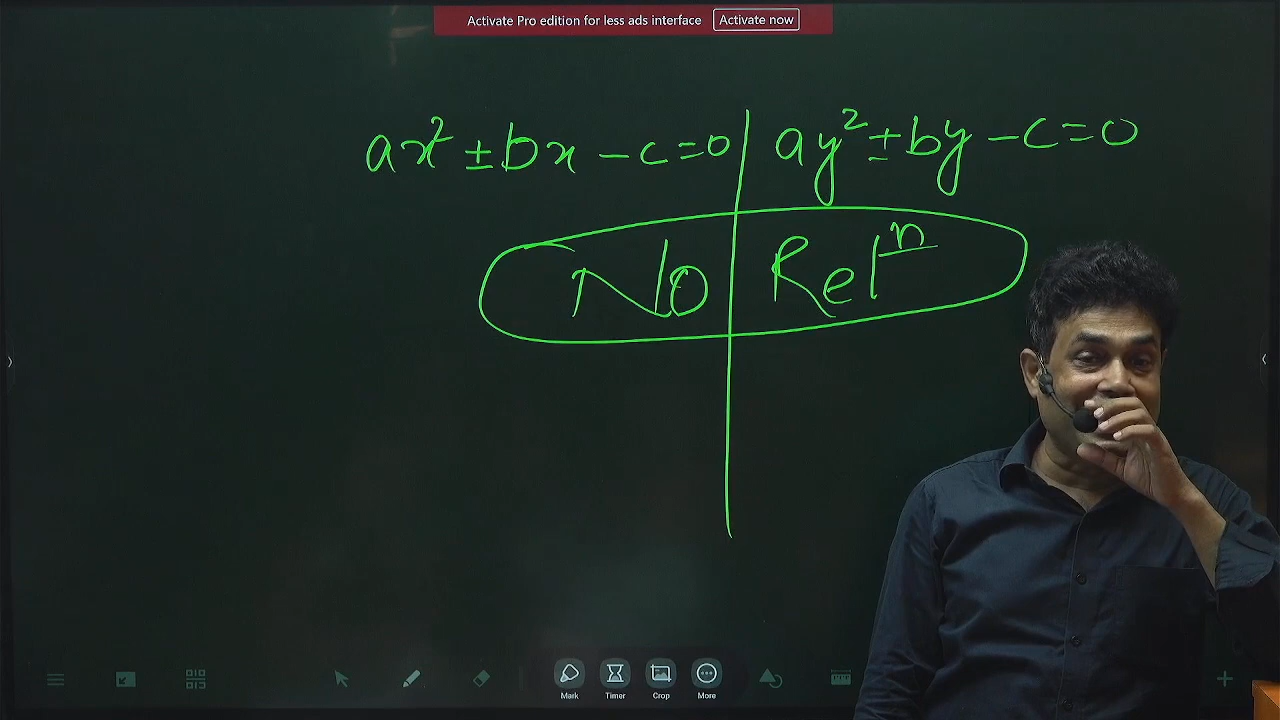 Activate Pro edition for less ads interface Activate now
ax² ± bx - c = 0 ay² ± by - c = 0
No Relⁿ
Mark Timer Crop More